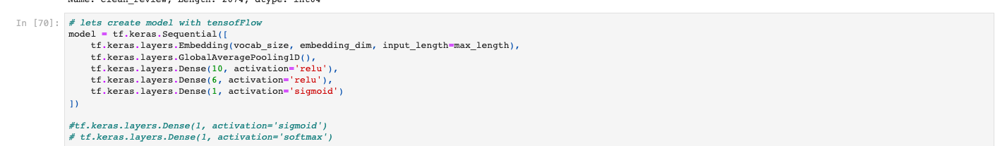 Name: clean_review, Length: 2074, dtype: int64
In [70]:
# lets create model with tensofFlow
model = tf.keras.Sequential([
    tf.keras.layers.Embedding(vocab_size, embedding_dim, input_length=max_length),
    tf.keras.layers.GlobalAveragePooling1D(),
    tf.keras.layers.Dense(10, activation='relu'),
    tf.keras.layers.Dense(6, activation='relu'),
    tf.keras.layers.Dense(1, activation='sigmoid')
])
#tf.keras.layers.Dense(1, activation='sigmoid')
# tf.keras.layers.Dense(1, activation='softmax')